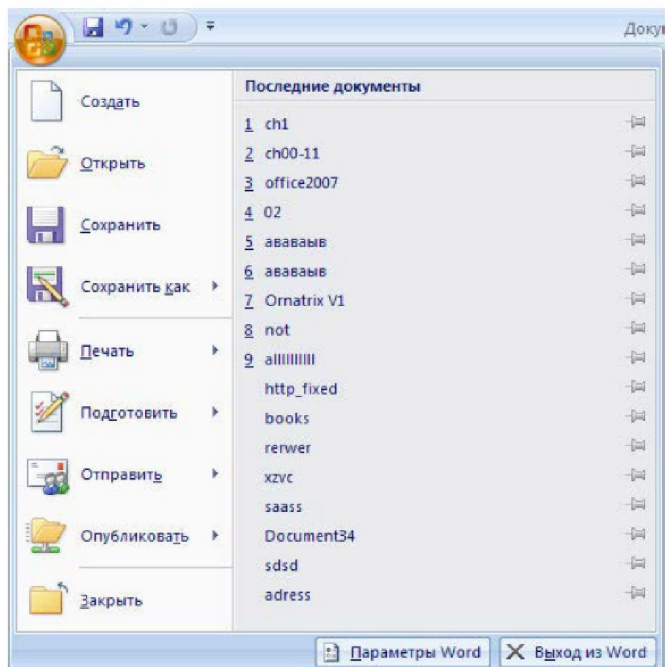 Доку
Создать
Открыть
Сохранить
Сохранить как
Печать
Подготовить
Отправить
Опубликовать
Закрыть
Последние документы
1 ch1
2 ch00-11
3 office2007
4 02
5 ававаыв
6 ававаыв
7 Ornatrix V1
8 not
9 allllllllll
http_fixed
books
rerwer
xzvc
saass
Document34
sdsd
adress
Параметры Word
Выход из Word